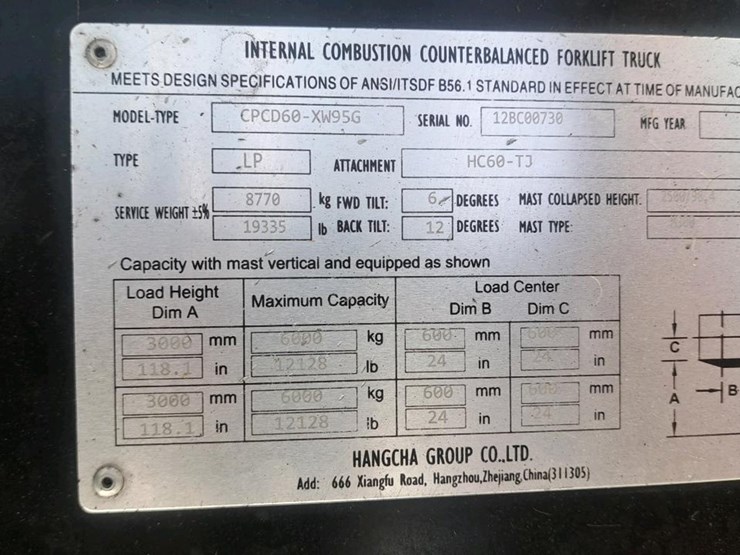 INTERNAL COMBUSTION COUNTERBALANCED FORKLIFT TRUCK
MEETS DESIGN SPECIFICATIONS OF ANSI/ITSDF B56.1 STANDARD IN EFFECT AT TIME OF MANUFAC
MODEL-TYPE CPCD60-XW95G SERIAL NO. 12BC00730 MFG YEAR
TYPE LP ATTACHMENT HC60-TJ
SERVICE WEIGHT ±5% 8770 kg FWD TILT: 6 DEGREES MAST COLLAPSED HEIGHT:
19335 lb BACK TILT: 12 DEGREES MAST TYPE:
Capacity with mast vertical and equipped as shown
Load Height Maximum Capacity Load Center
Dim A Dim B Dim C
3000 mm 6000 kg 600 mm 600 mm
118.1 in 12128 lb 24 in 24 in
3000 mm 6000 kg 600 mm 600 mm
118.1 in 12128 lb 24 in 24 in
C
A B
HANGCHA GROUP CO.,LTD.
Add: 666 Xiangfu Road, Hangzhou,Zhejiang,China(311305)